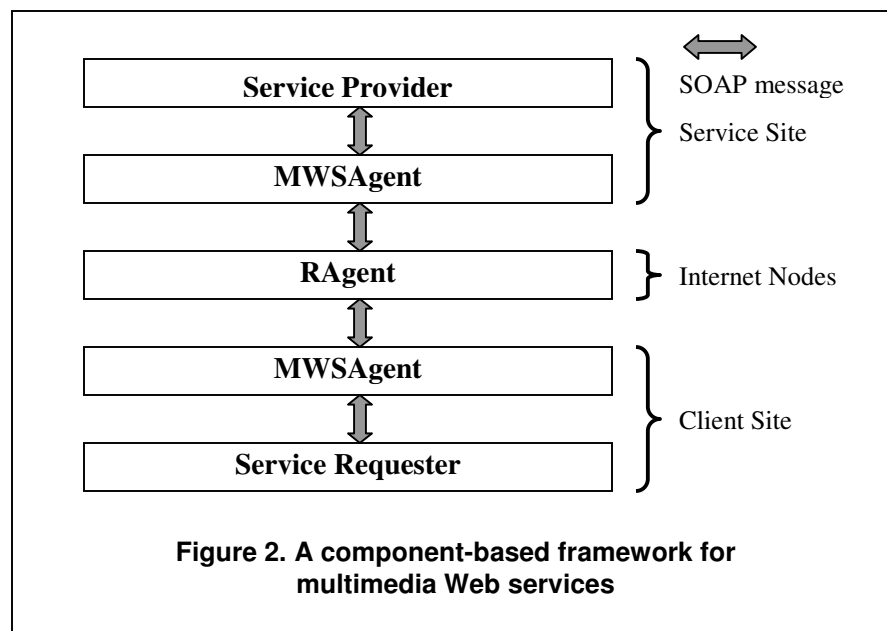 Service Provider
SOAP message
Service Site
MWSAgent
RAgent
Internet Nodes
MWSAgent
Client Site
Service Requester
Figure 2. A component-based framework for
multimedia Web services